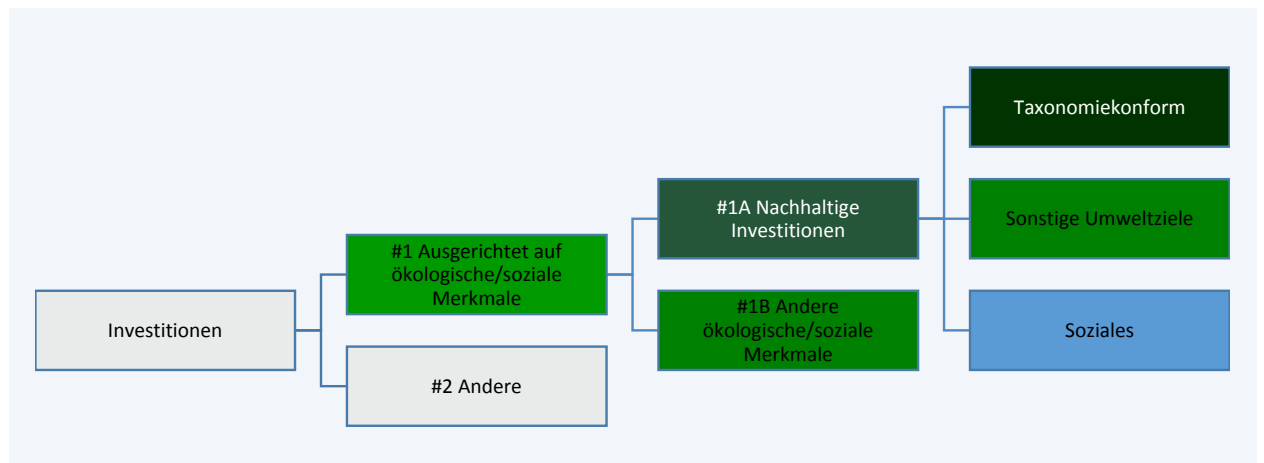 Investitionen
#1 Ausgerichtet auf
ökologische/soziale
Merkmale
#2 Andere
#1A Nachhaltige
Investitionen
#1B Andere
ökologische/soziale
Merkmale
Taxonomiekonform
Sonstige Umweltziele
Soziales